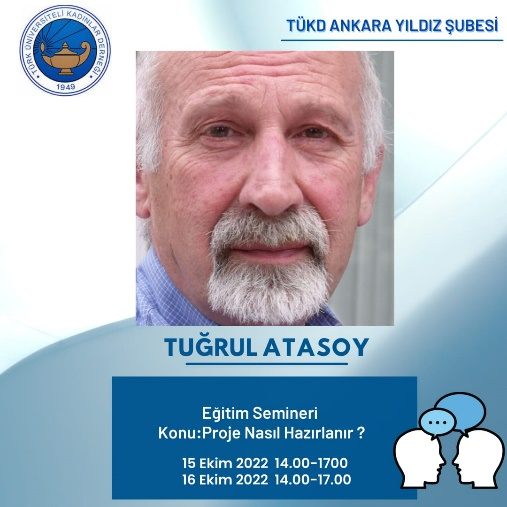 TÜRK ÜNİVERSİTELİ KADINLAR DERNEĞİ
1949
TÜKD ANKARA YILDIZ ŞUBESİ
TUĞRUL ATASOY
Eğitim Semineri
Konu:Proje Nasıl Hazırlanır ?
15 Ekim 2022 14.00-1700
16 Ekim 2022 14.00-17.00